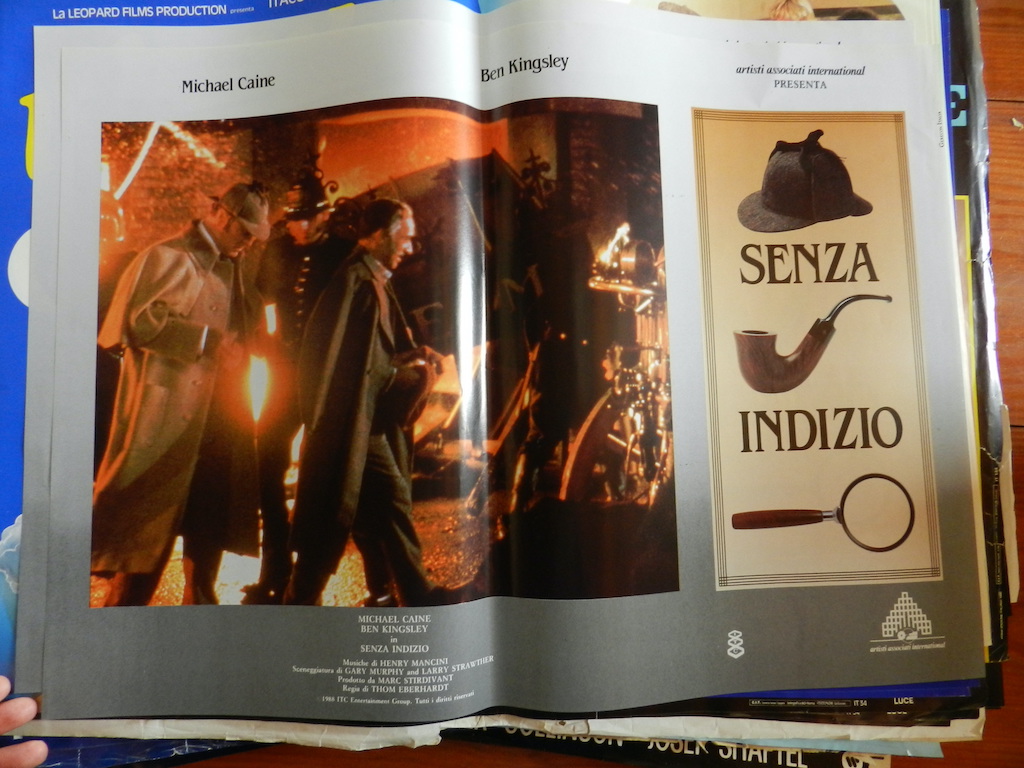 La LEOPARD FILMS PRODUCTION presenta
Michael Caine
Ben Kingsley
artisti associati international
PRESENTA
SENZA
INDIZIO
MICHAEL CAINE
BEN KINGSLEY
in
SENZA INDIZIO
Musiche di HENRY MANCINI
Sceneggiatura di GARY MURPHY and LARRY STRAWTHER
Prodotto da MARC STIRDIVANT
Regia di THOM EBERHARDT
©1988 ITC Entertainment Group. Tutti i diritti riservati
artisti associati international
IT 54
LUCE